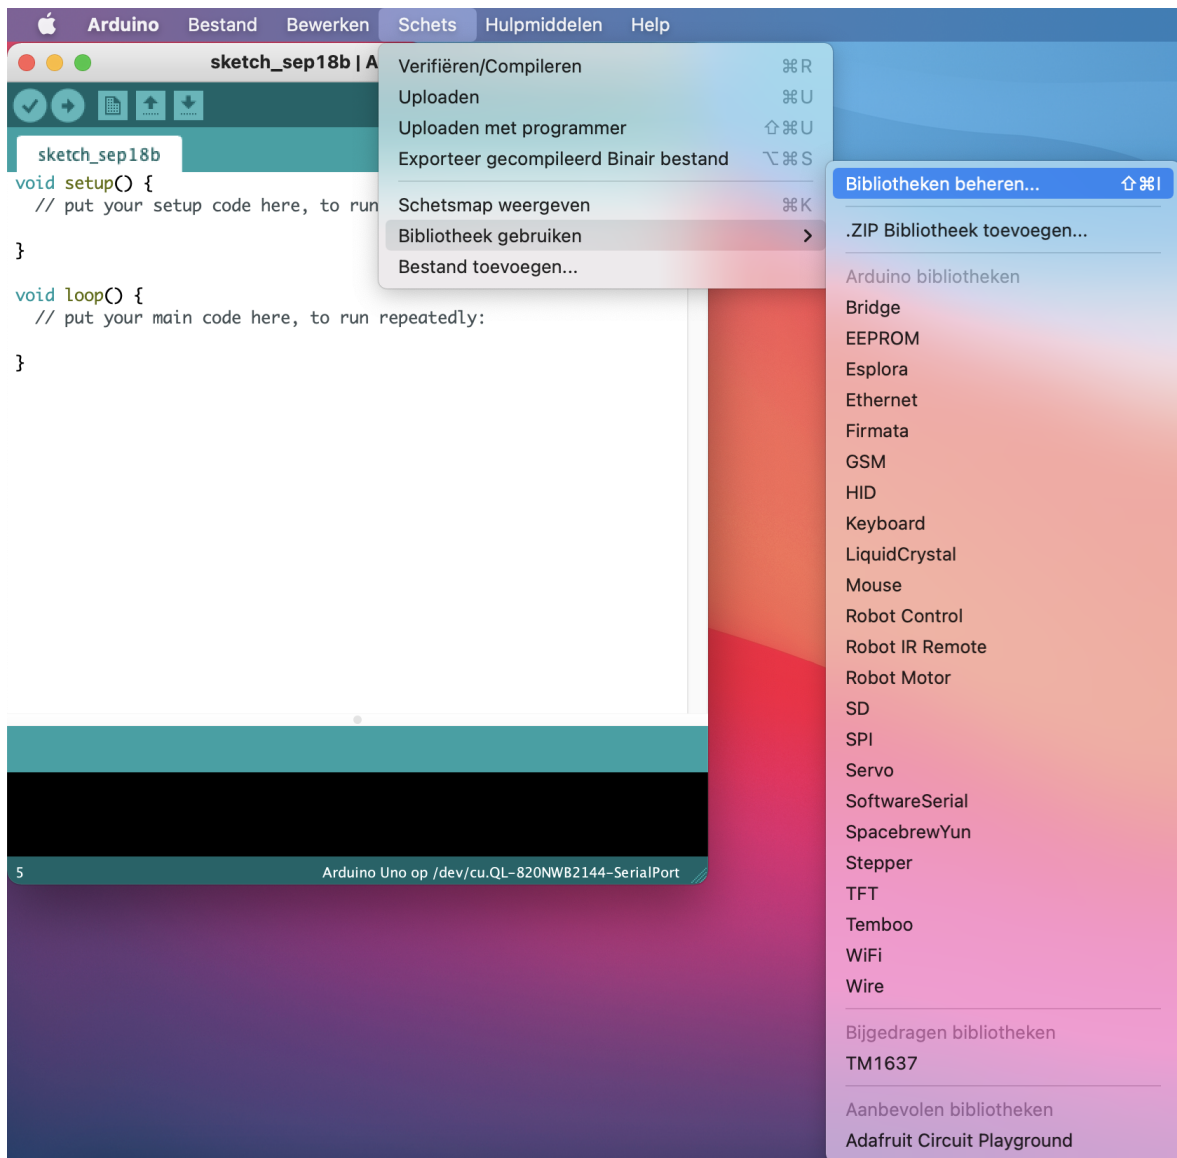 Arduino Bestand Bewerken Schets Hulpmiddelen Help
sketch_sep18b | A
Verifiëren/Compileren ⌘R
Uploaden ⌘U
Uploaden met programmer ⇧⌘U
Exporteer gecompileerd Binair bestand ⌥⌘S
Schetsmap weergeven ⌘K
Bibliotheek gebruiken
Bestand toevoegen...
sketch_sep18b
void setup() {
// put your setup code here, to run
}
void loop() {
// put your main code here, to run repeatedly:
}
5 Arduino Uno op /dev/cu.QL-820NWB2144-SerialPort
Bibliotheken beheren... ⇧⌘I
.ZIP Bibliotheek toevoegen...
Arduino bibliotheken
Bridge
EEPROM
Esplora
Ethernet
Firmata
GSM
HID
Keyboard
LiquidCrystal
Mouse
Robot Control
Robot IR Remote
Robot Motor
SD
SPI
Servo
SoftwareSerial
SpacebrewYun
Stepper
TFT
Temboo
WiFi
Wire
Bijgedragen bibliotheken
TM1637
Aanbevolen bibliotheken
Adafruit Circuit Playground